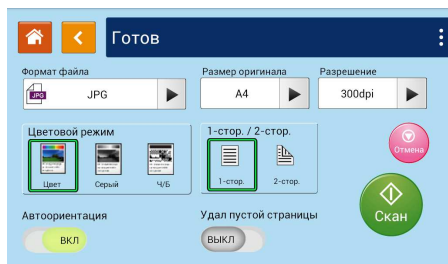 Готов
Формат файла
Размер оригинала
Разрешение
JPG
JPG
A4
300dpi
Цветовой режим
1-стор. / 2-стор.
Отмена
Цвет
Серый
Ч/Б
1-стор.
2-стор.
Скан
Автоориентация
Удал пустой страницы
ВКЛ
ВЫКЛ